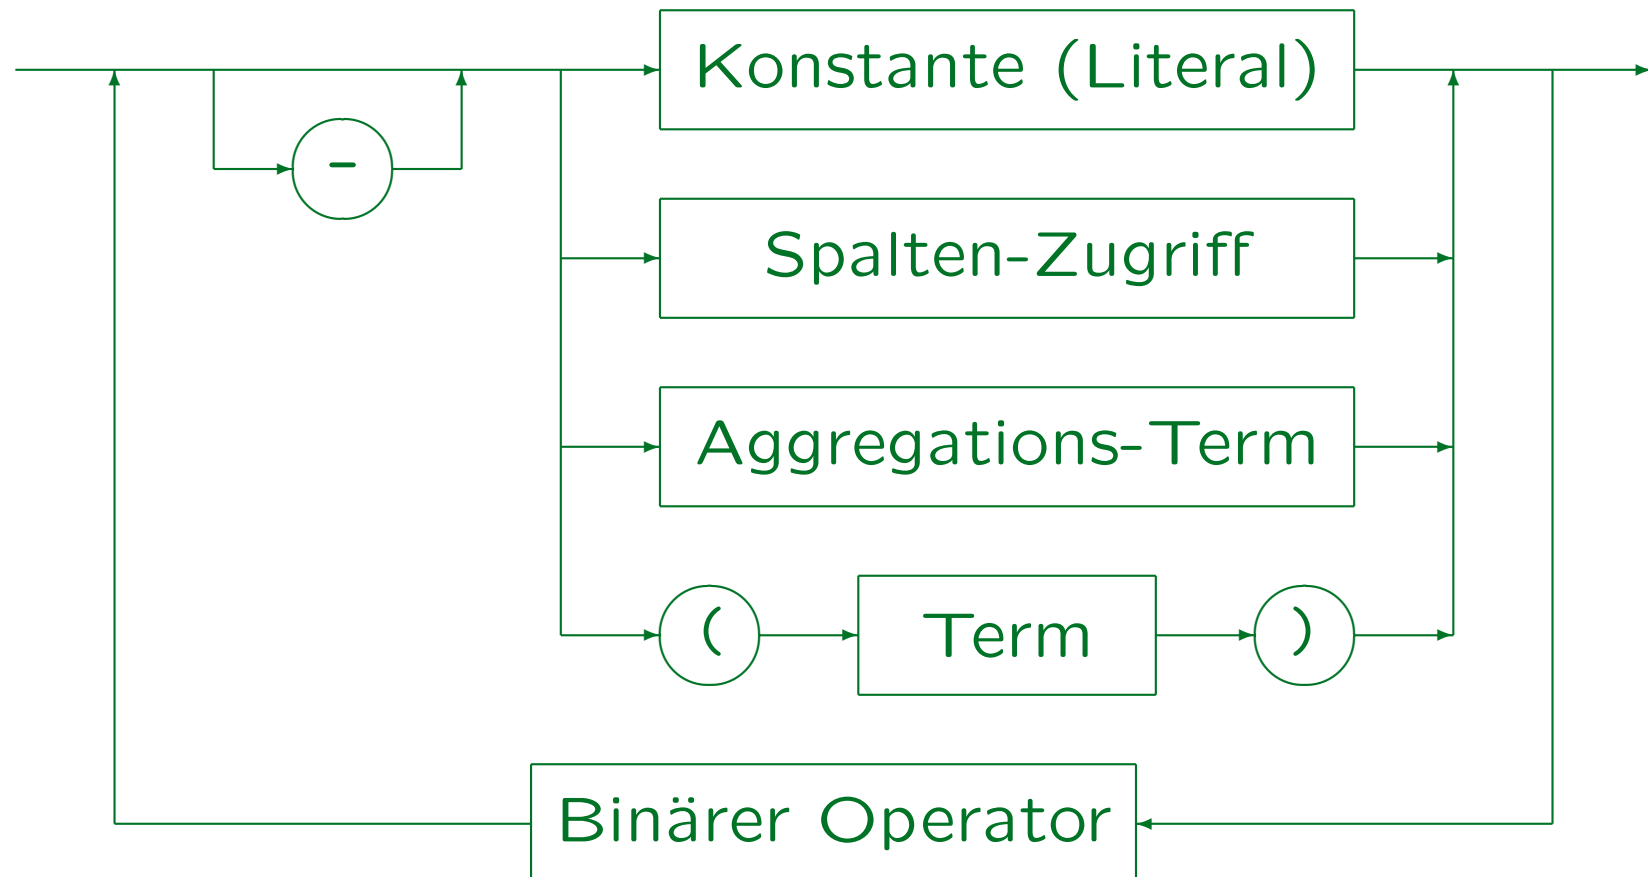 Konstante (Literal)
-
Spalten-Zugriff
Aggregations-Term
( Term )
Binärer Operator